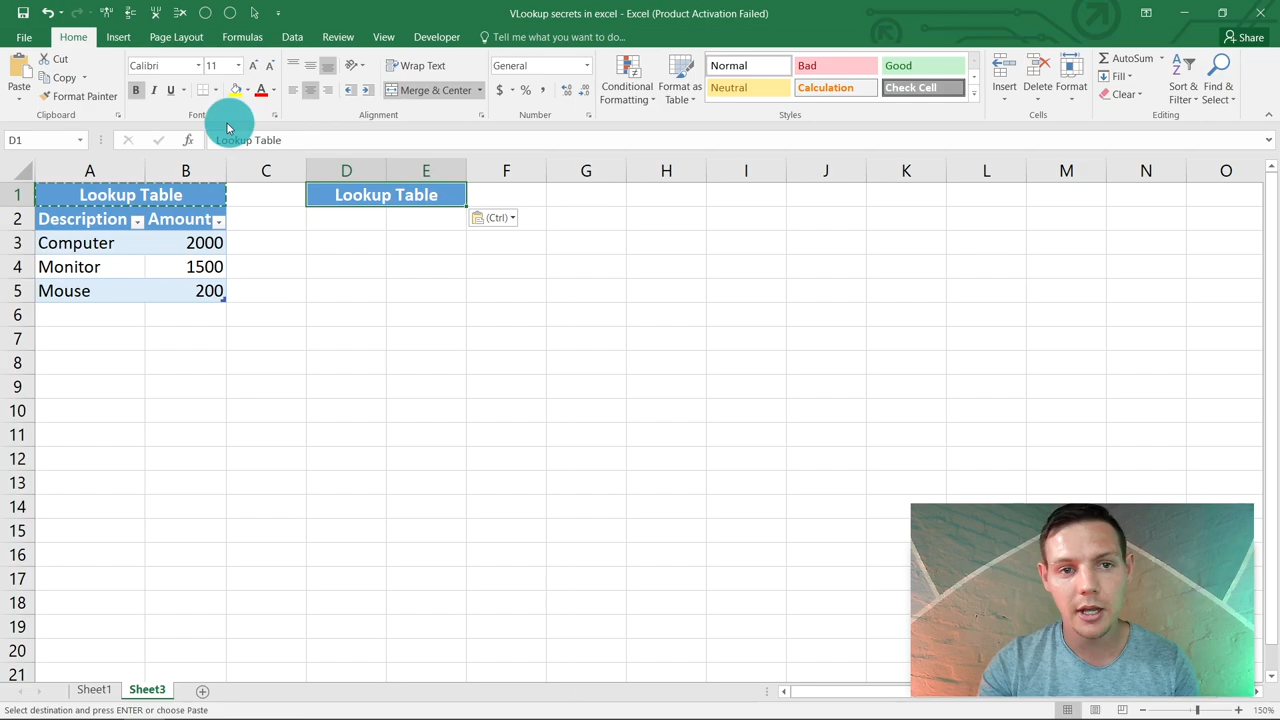 VLookup secrets in excel - Excel (Product Activation Failed)
File Home Insert Page Layout Formulas Data Review View Developer Tell me what you want to do... Share
Paste
Cut
Copy
Format Painter
Clipboard
Calibri 11
B I U
Font
Wrap Text
Merge & Center
Alignment
General
$ % ,
Number
Conditional Formatting
Format as Table
Normal Bad Good
Neutral Calculation Check Cell
Styles
Insert Delete Format
Cells
AutoSum
Fill
Clear
Sort & Filter
Find & Select
Editing
D1 fx Lookup Table
A B C D E F G H I J K L M N O
1 Lookup Table Lookup Table
2 Description Amount (Ctrl)
3 Computer 2000
4 Monitor 1500
5 Mouse 200
6
7
8
9
10
11
12
13
14
15
16
17
18
19
20
21
Sheet1 Sheet3
Select destination and press ENTER or choose Paste 150%